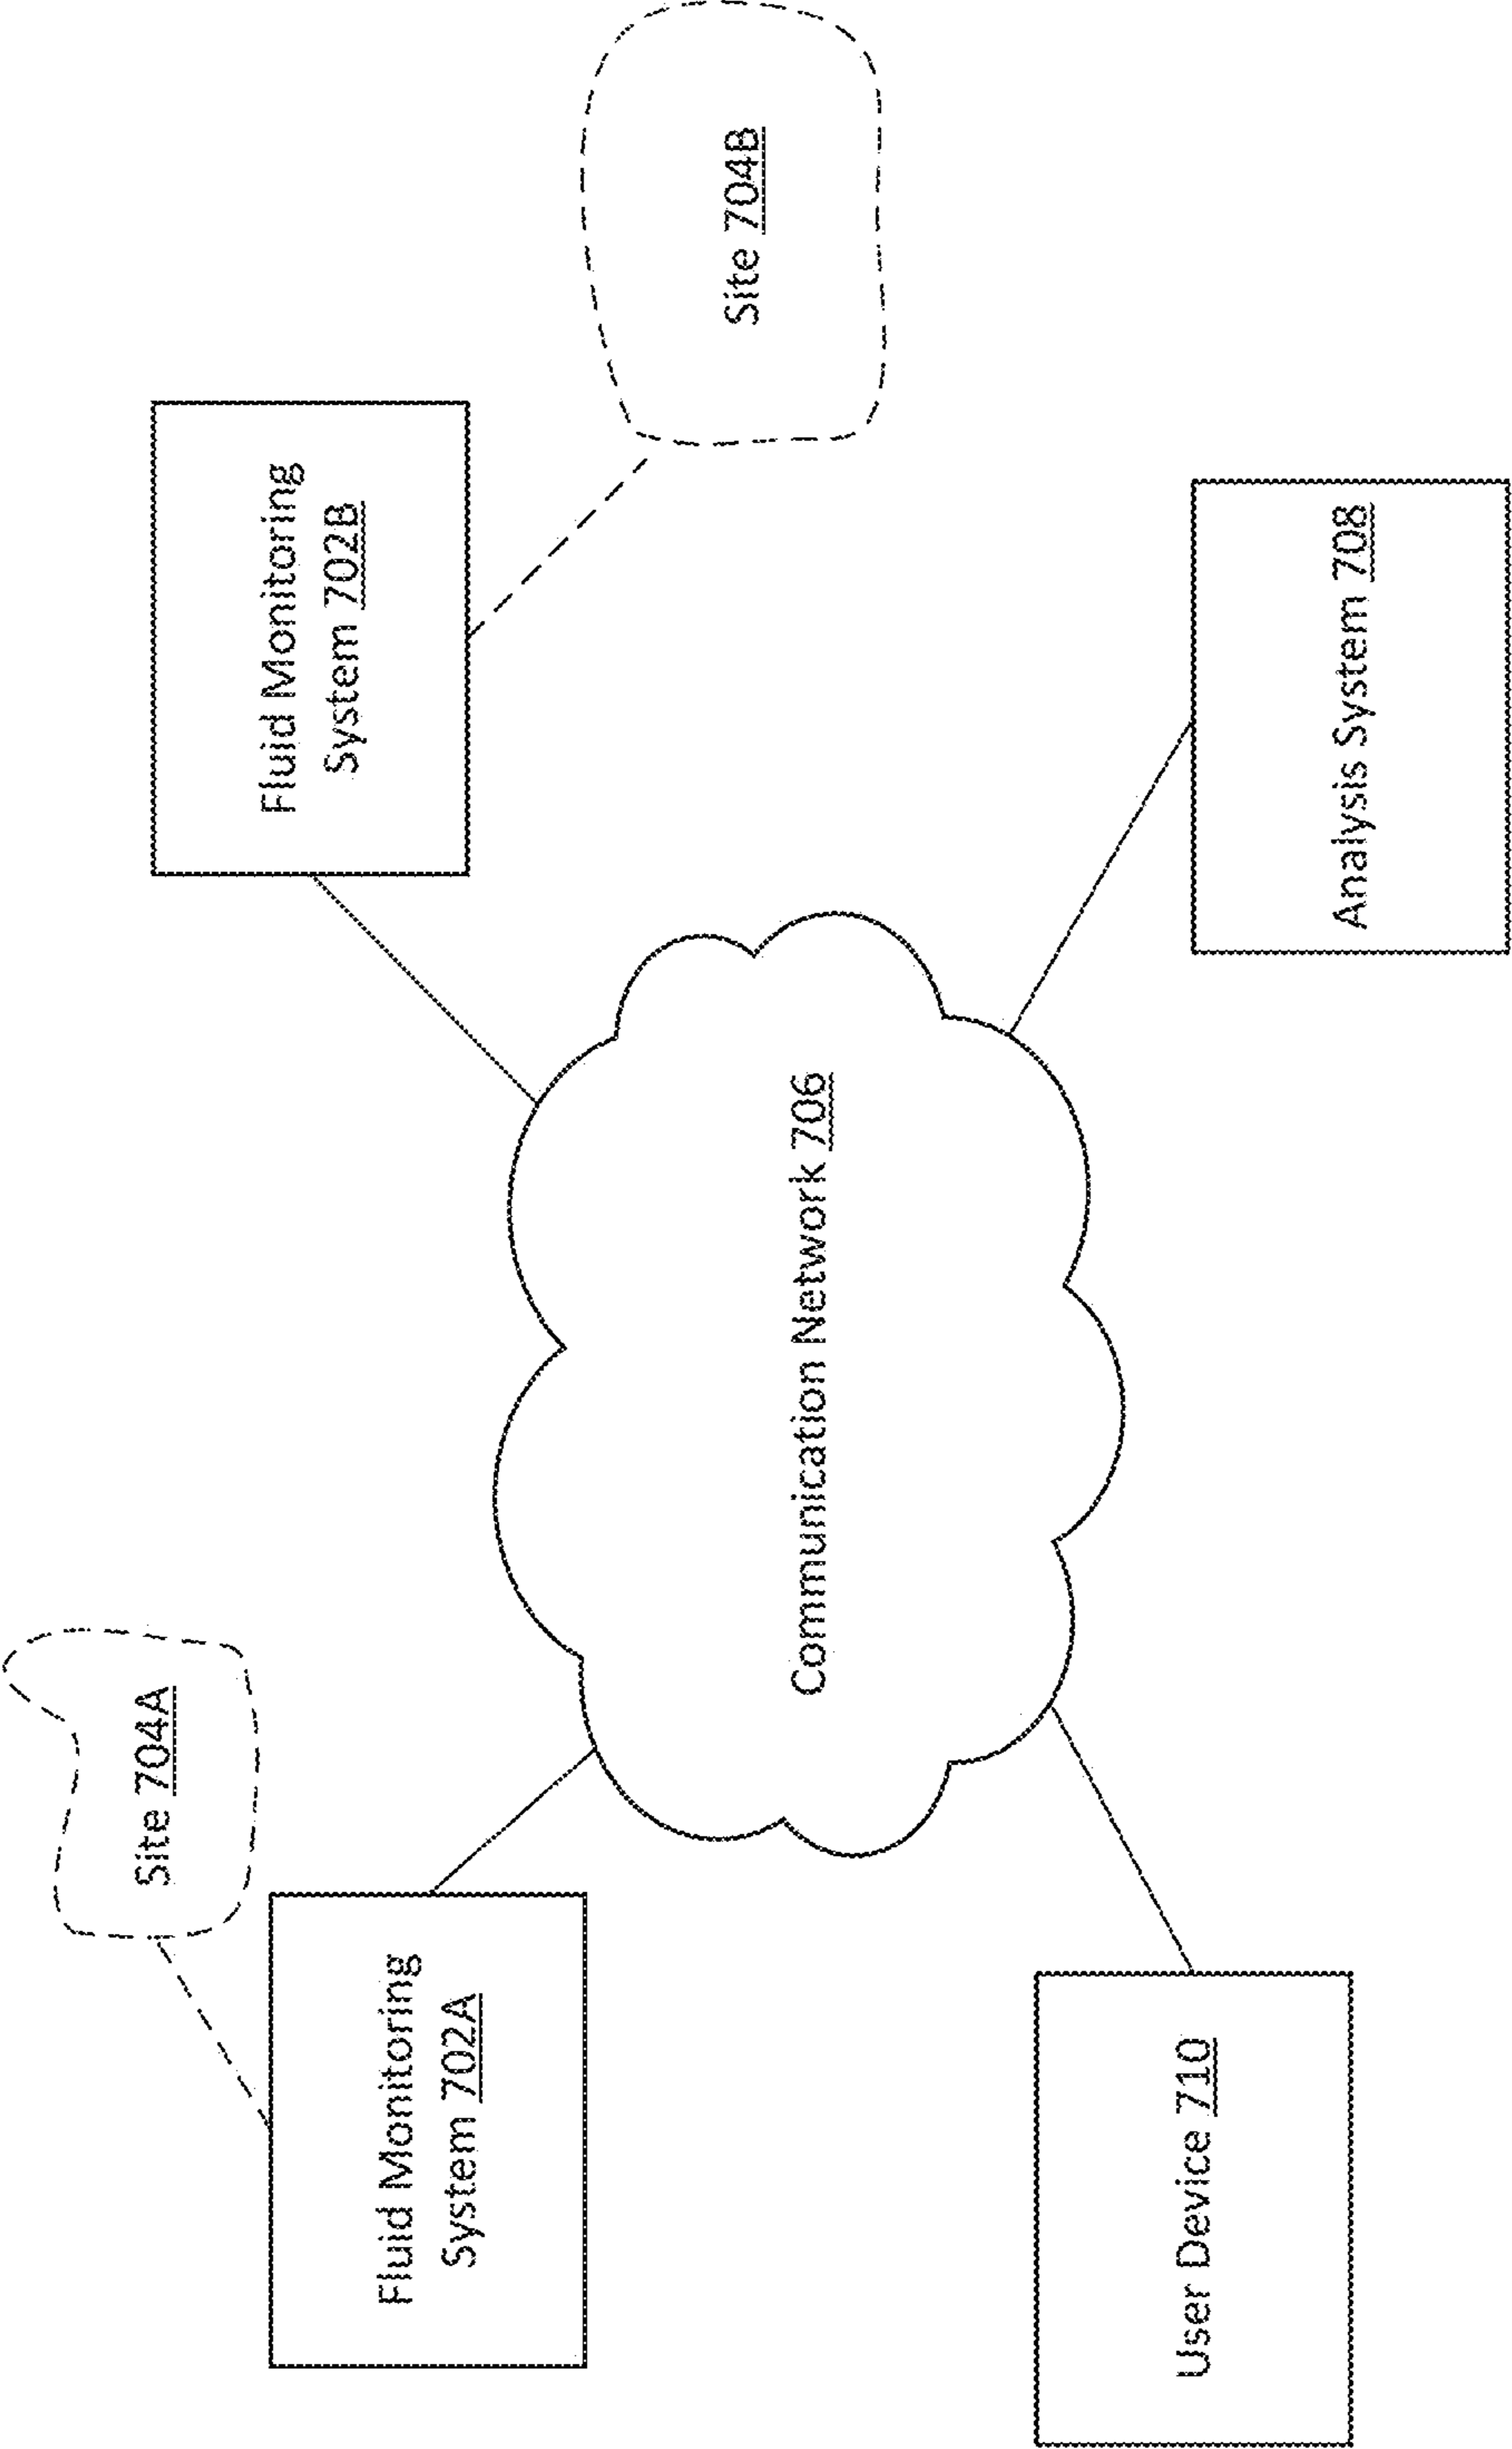 Site 704A
Fluid Monitoring
System 702A
Fluid Monitoring
System 702B
Site 704B
Communication Network 706
User Device 710
Analysis System 708